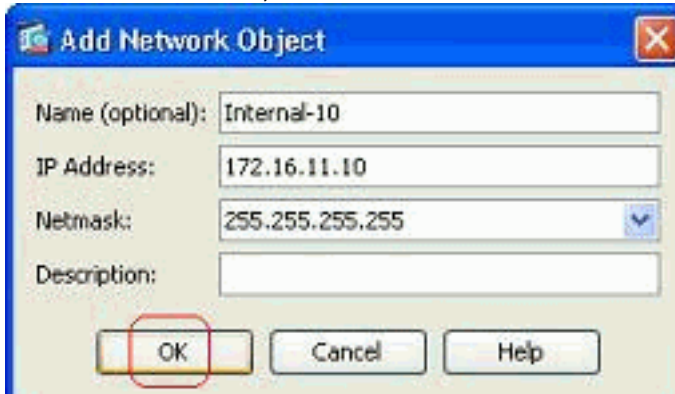 Add Network Object
Name (optional): Internal-10
IP Address: 172.16.11.10
Netmask: 255.255.255.255
Description:
OK Cancel Help